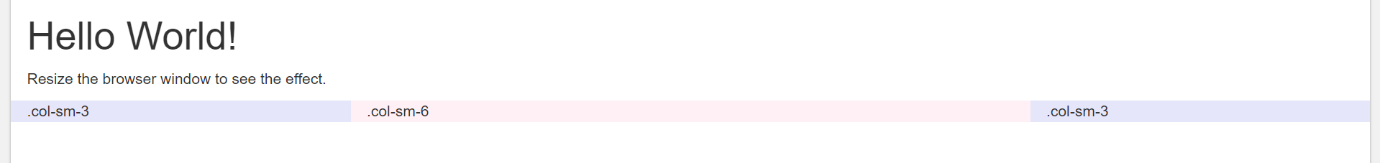 Hello World!
Resize the browser window to see the effect.
.col-sm-3 .col-sm-6 .col-sm-3